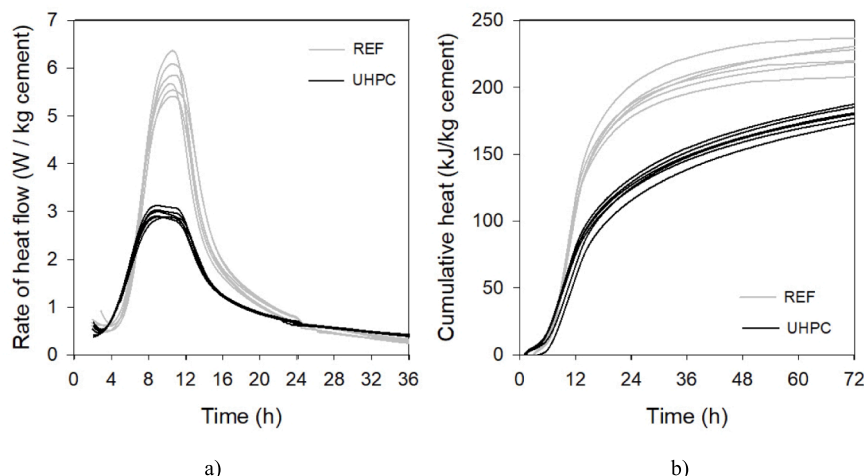 7
6
5
4
3
2
1
0
Rate of heat flow (W / kg cement)
REF
UHPC
0 4 8 12 16 20 24 28 32 36
Time (h)
a)
250
200
150
100
50
0
Cumulative heat (kJ/kg cement)
REF
UHPC
0 12 24 36 48 60 72
Time (h)
b)